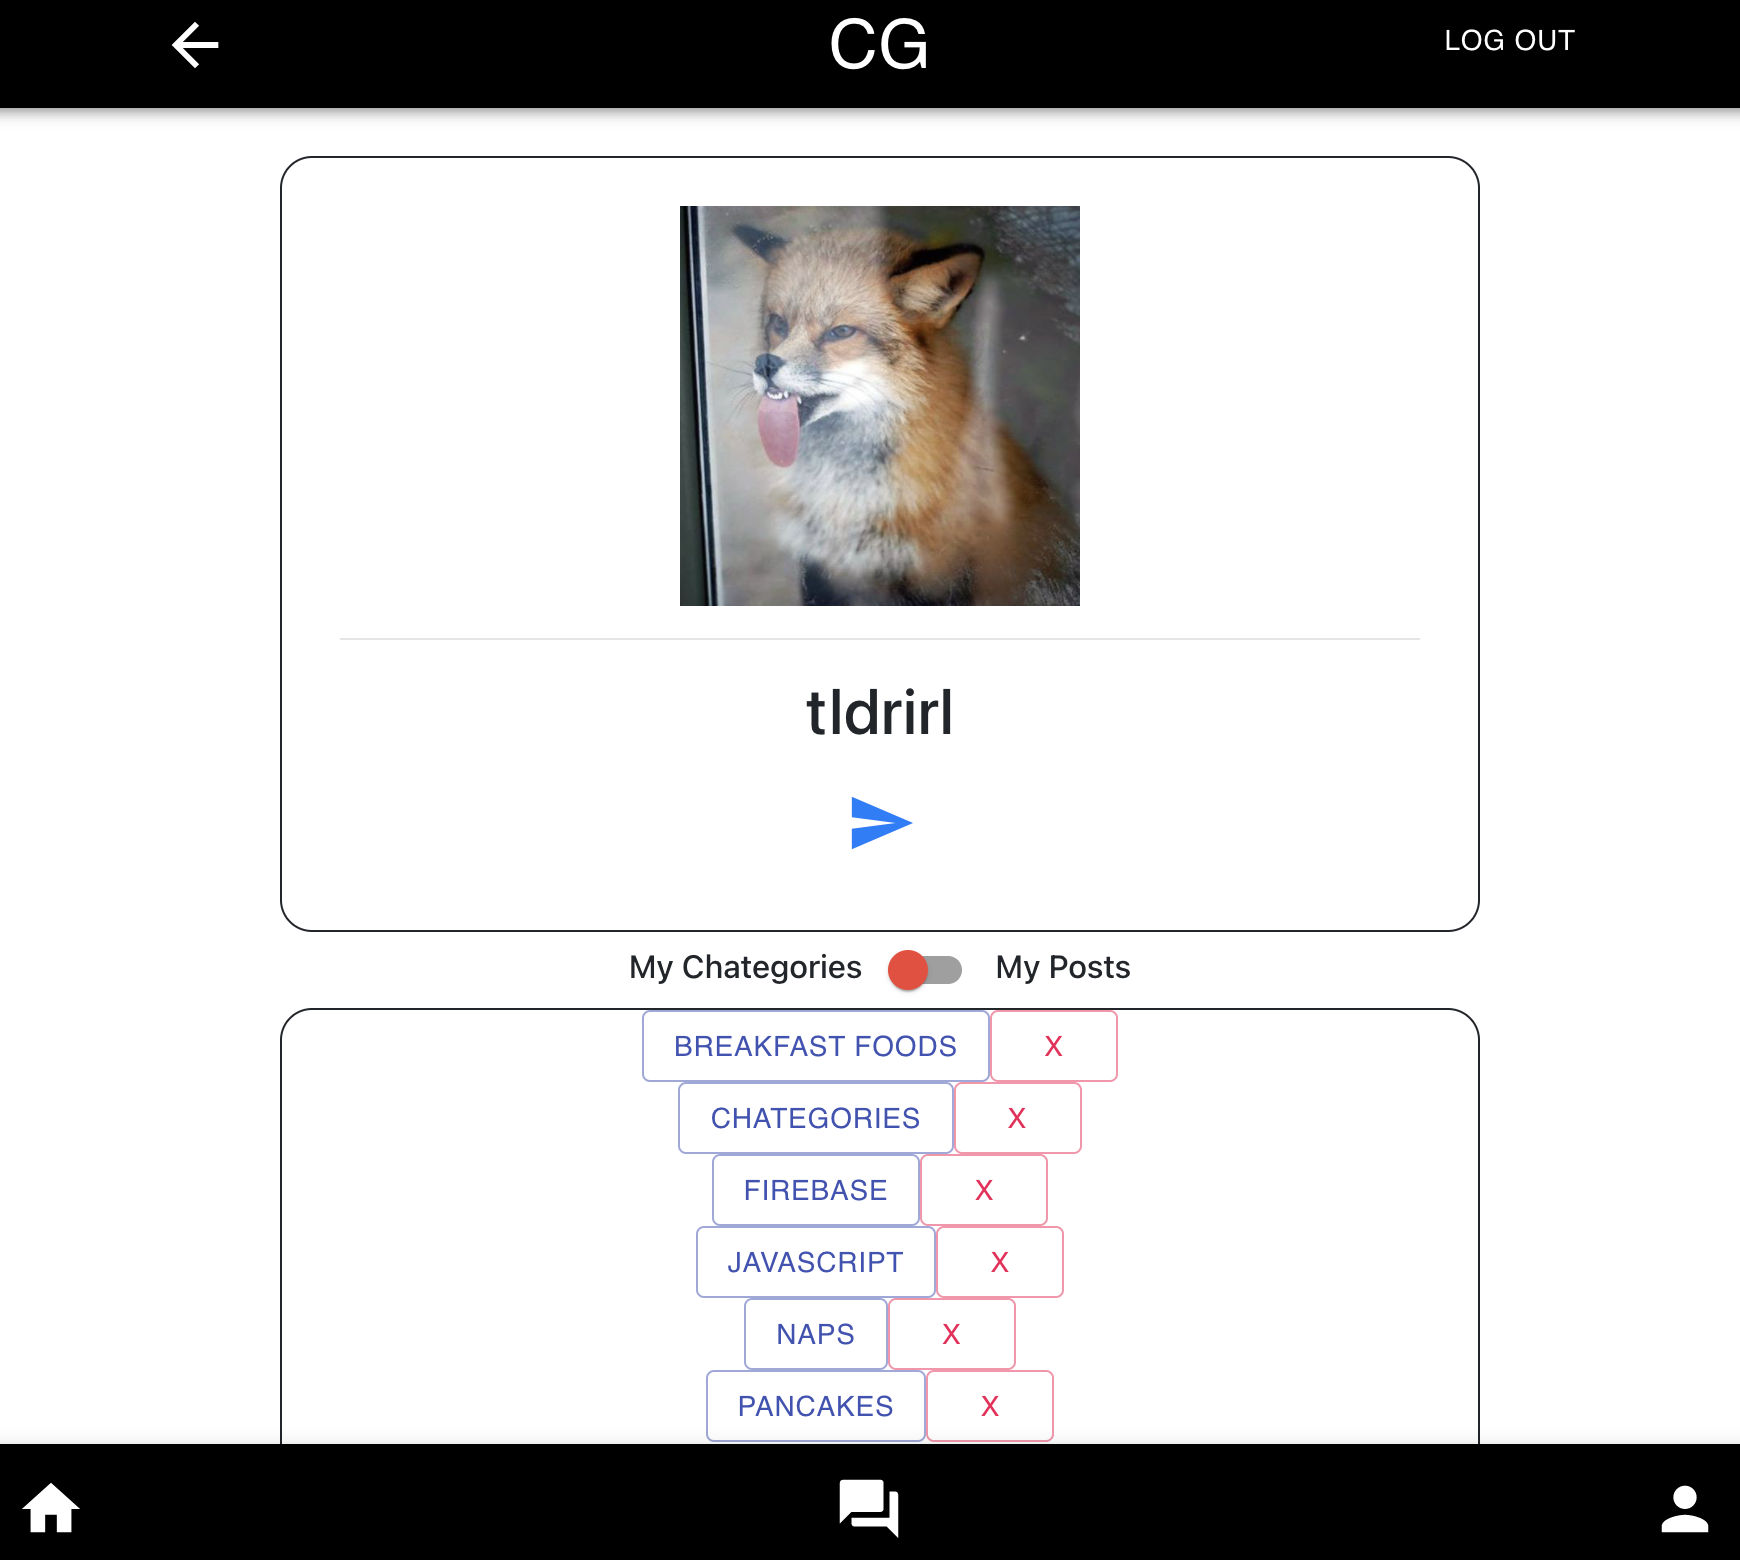 CG
LOG OUT
tldrirl
My Chategories My Posts
BREAKFAST FOODS X
CHATEGORIES X
FIREBASE X
JAVASCRIPT X
NAPS X
PANCAKES X